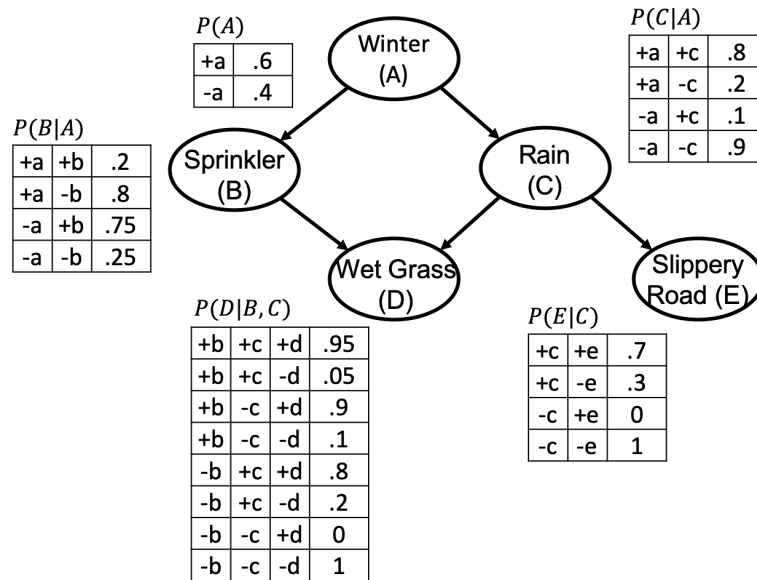 P(A)
+a .6
-a .4
Winter
(A)
P(C|A)
+a +c .8
+a -c .2
-a +c .1
-a -c .9
P(B|A)
+a +b .2
+a -b .8
-a +b .75
-a -b .25
Sprinkler
(B)
Rain
(C)
Wet Grass
(D)
Slippery
Road (E)
P(D|B, C)
+b +c +d .95
+b +c -d .05
+b -c +d .9
+b -c -d .1
-b +c +d .8
-b +c -d .2
-b -c +d 0
-b -c -d 1
P(E|C)
+c +e .7
+c -e .3
-c +e 0
-c -e 1